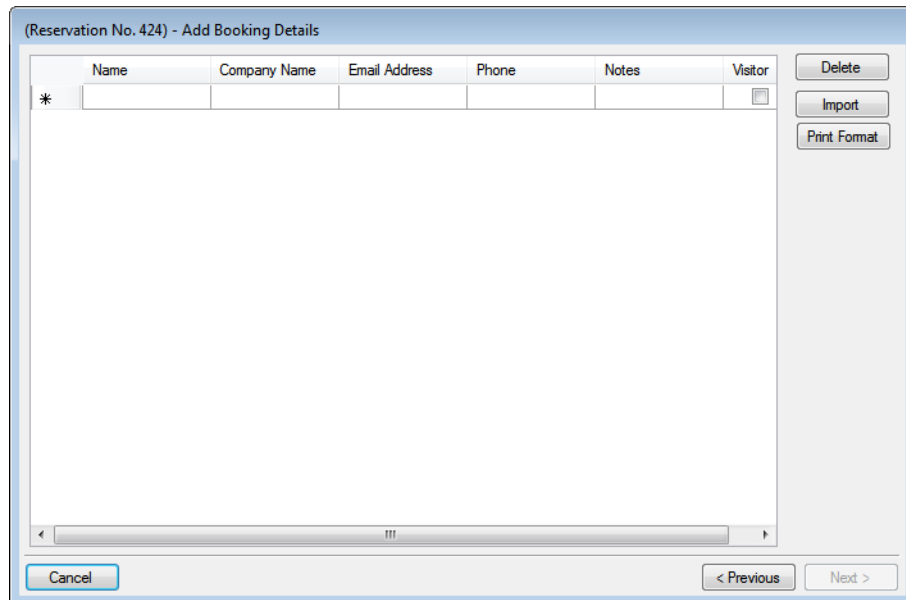 (Reservation No. 424) - Add Booking Details
Name Company Name Email Address Phone Notes Visitor
Delete
Import
Print Format
Cancel
< Previous
Next >